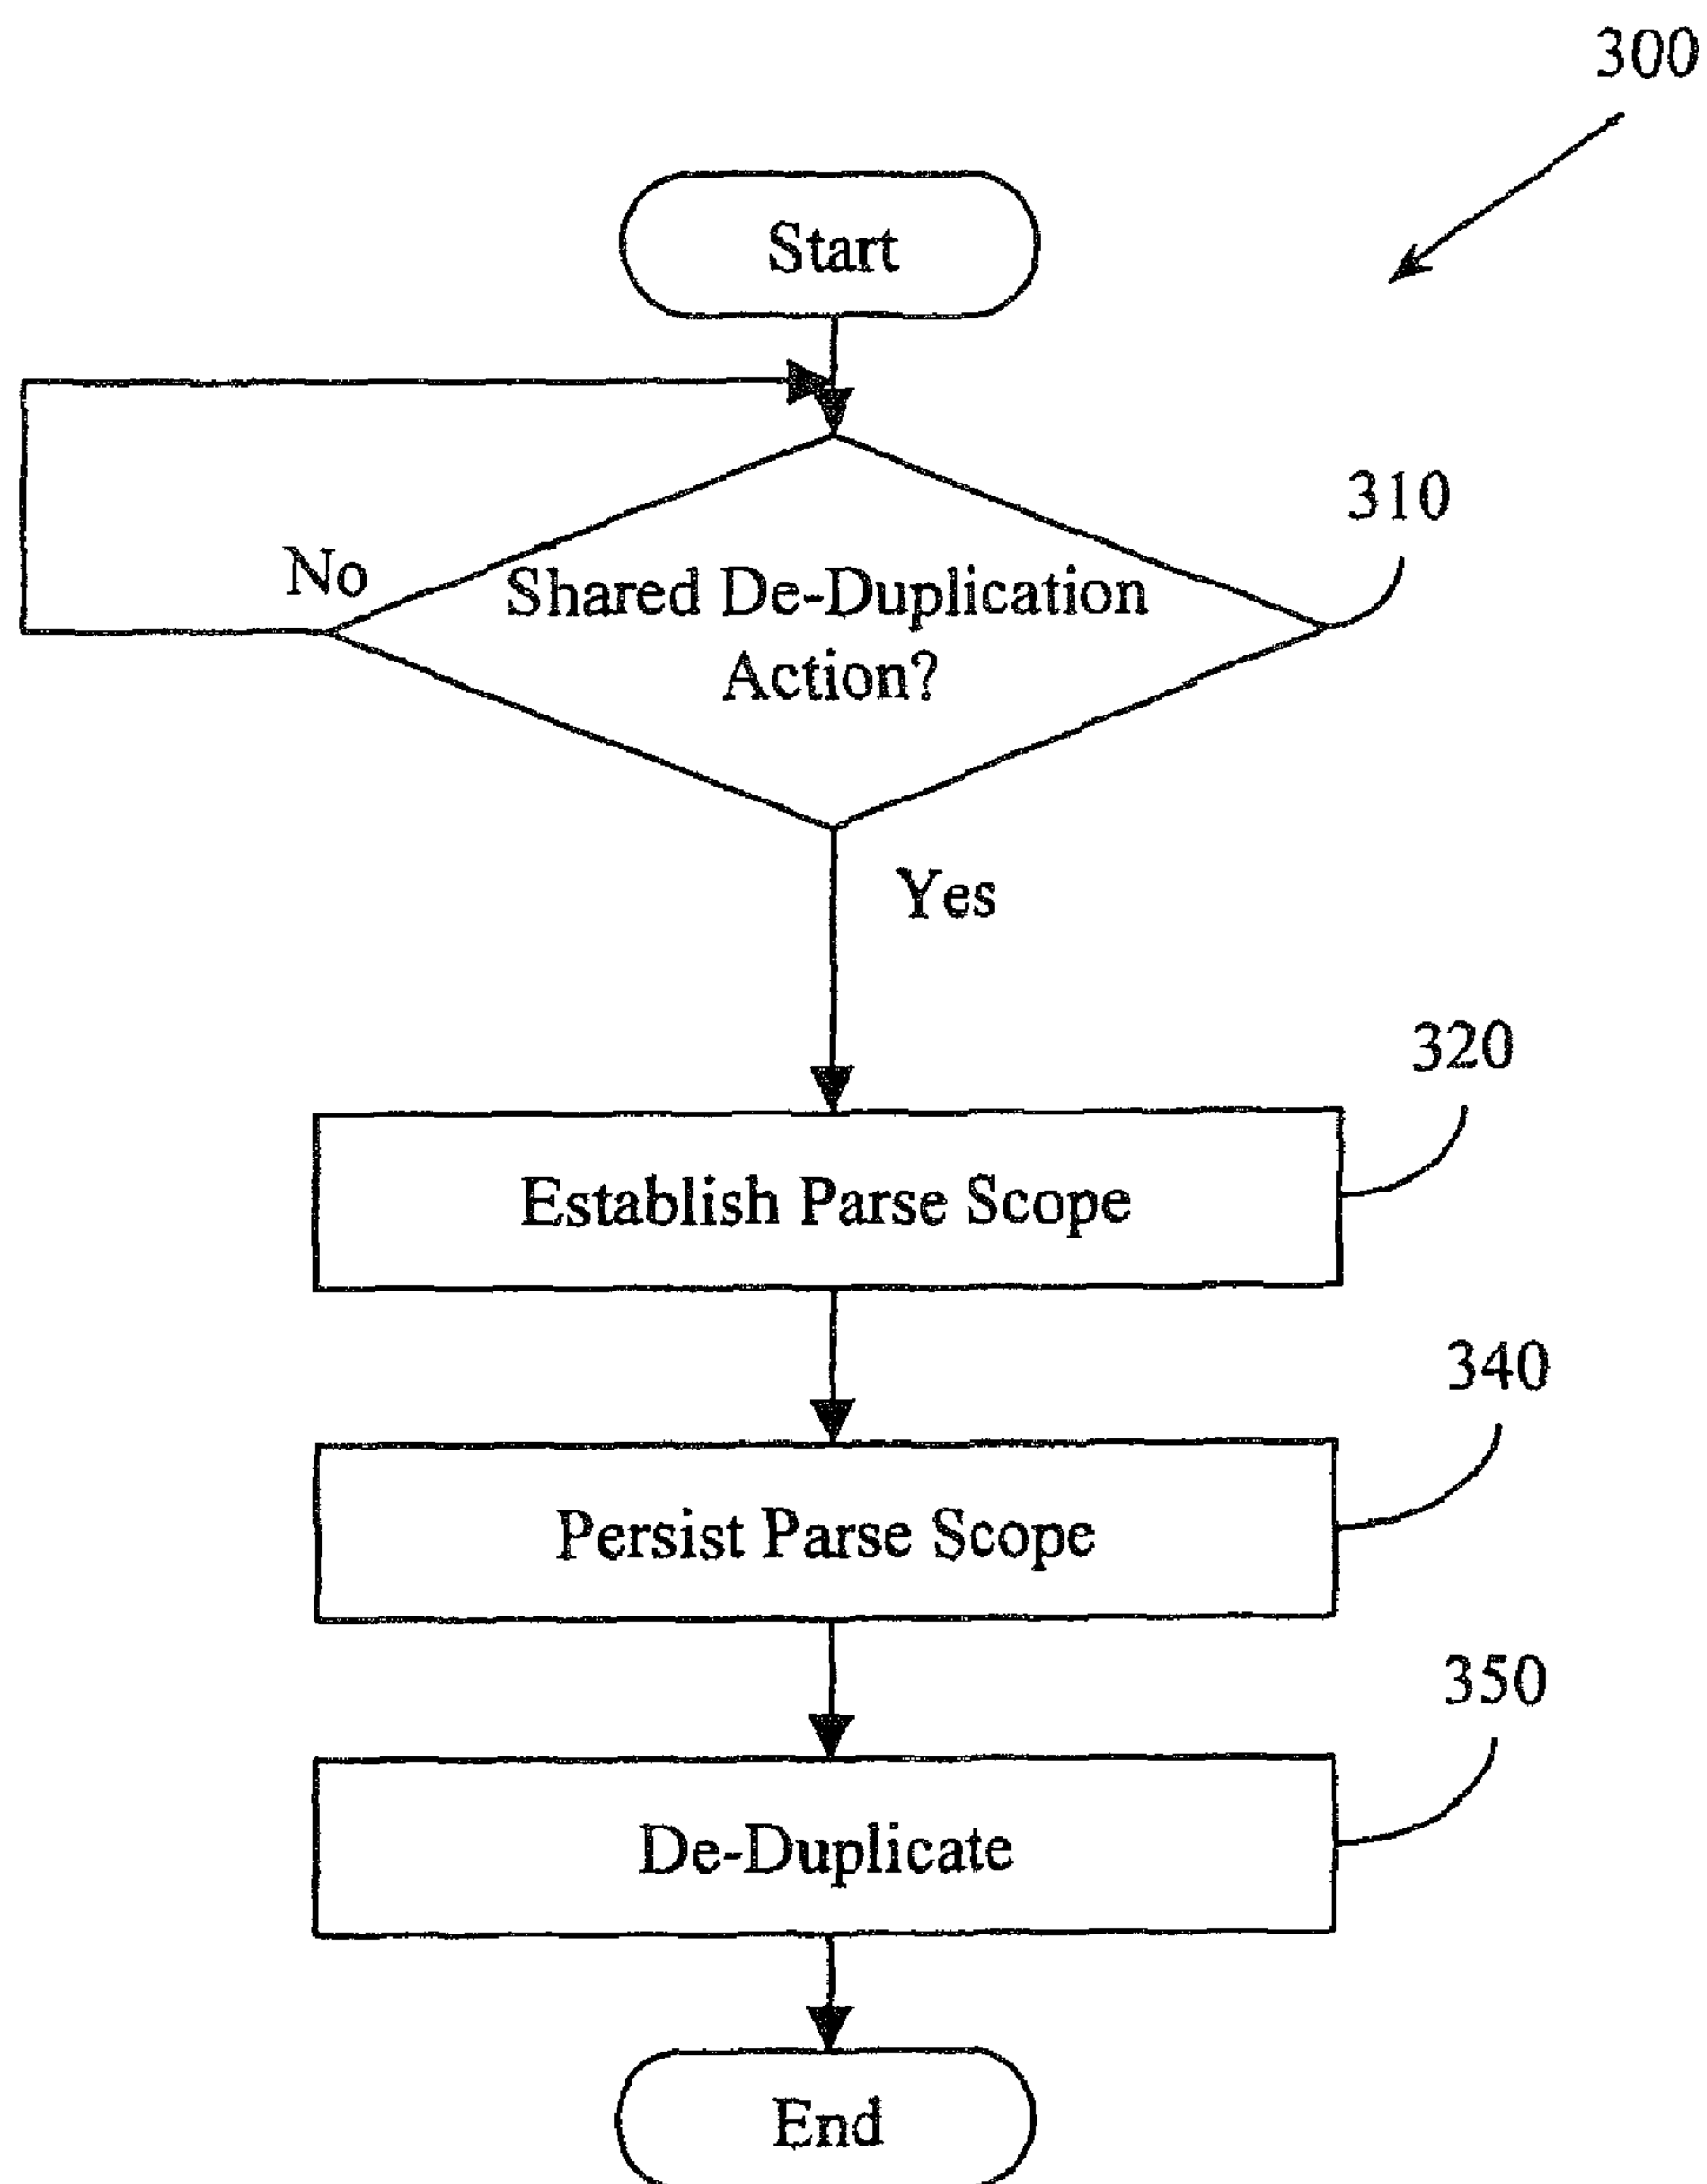 300
Start
310
No
Shared De-Duplication
Action?
Yes
320
Establish Parse Scope
340
Persist Parse Scope
350
De-Duplicate
End